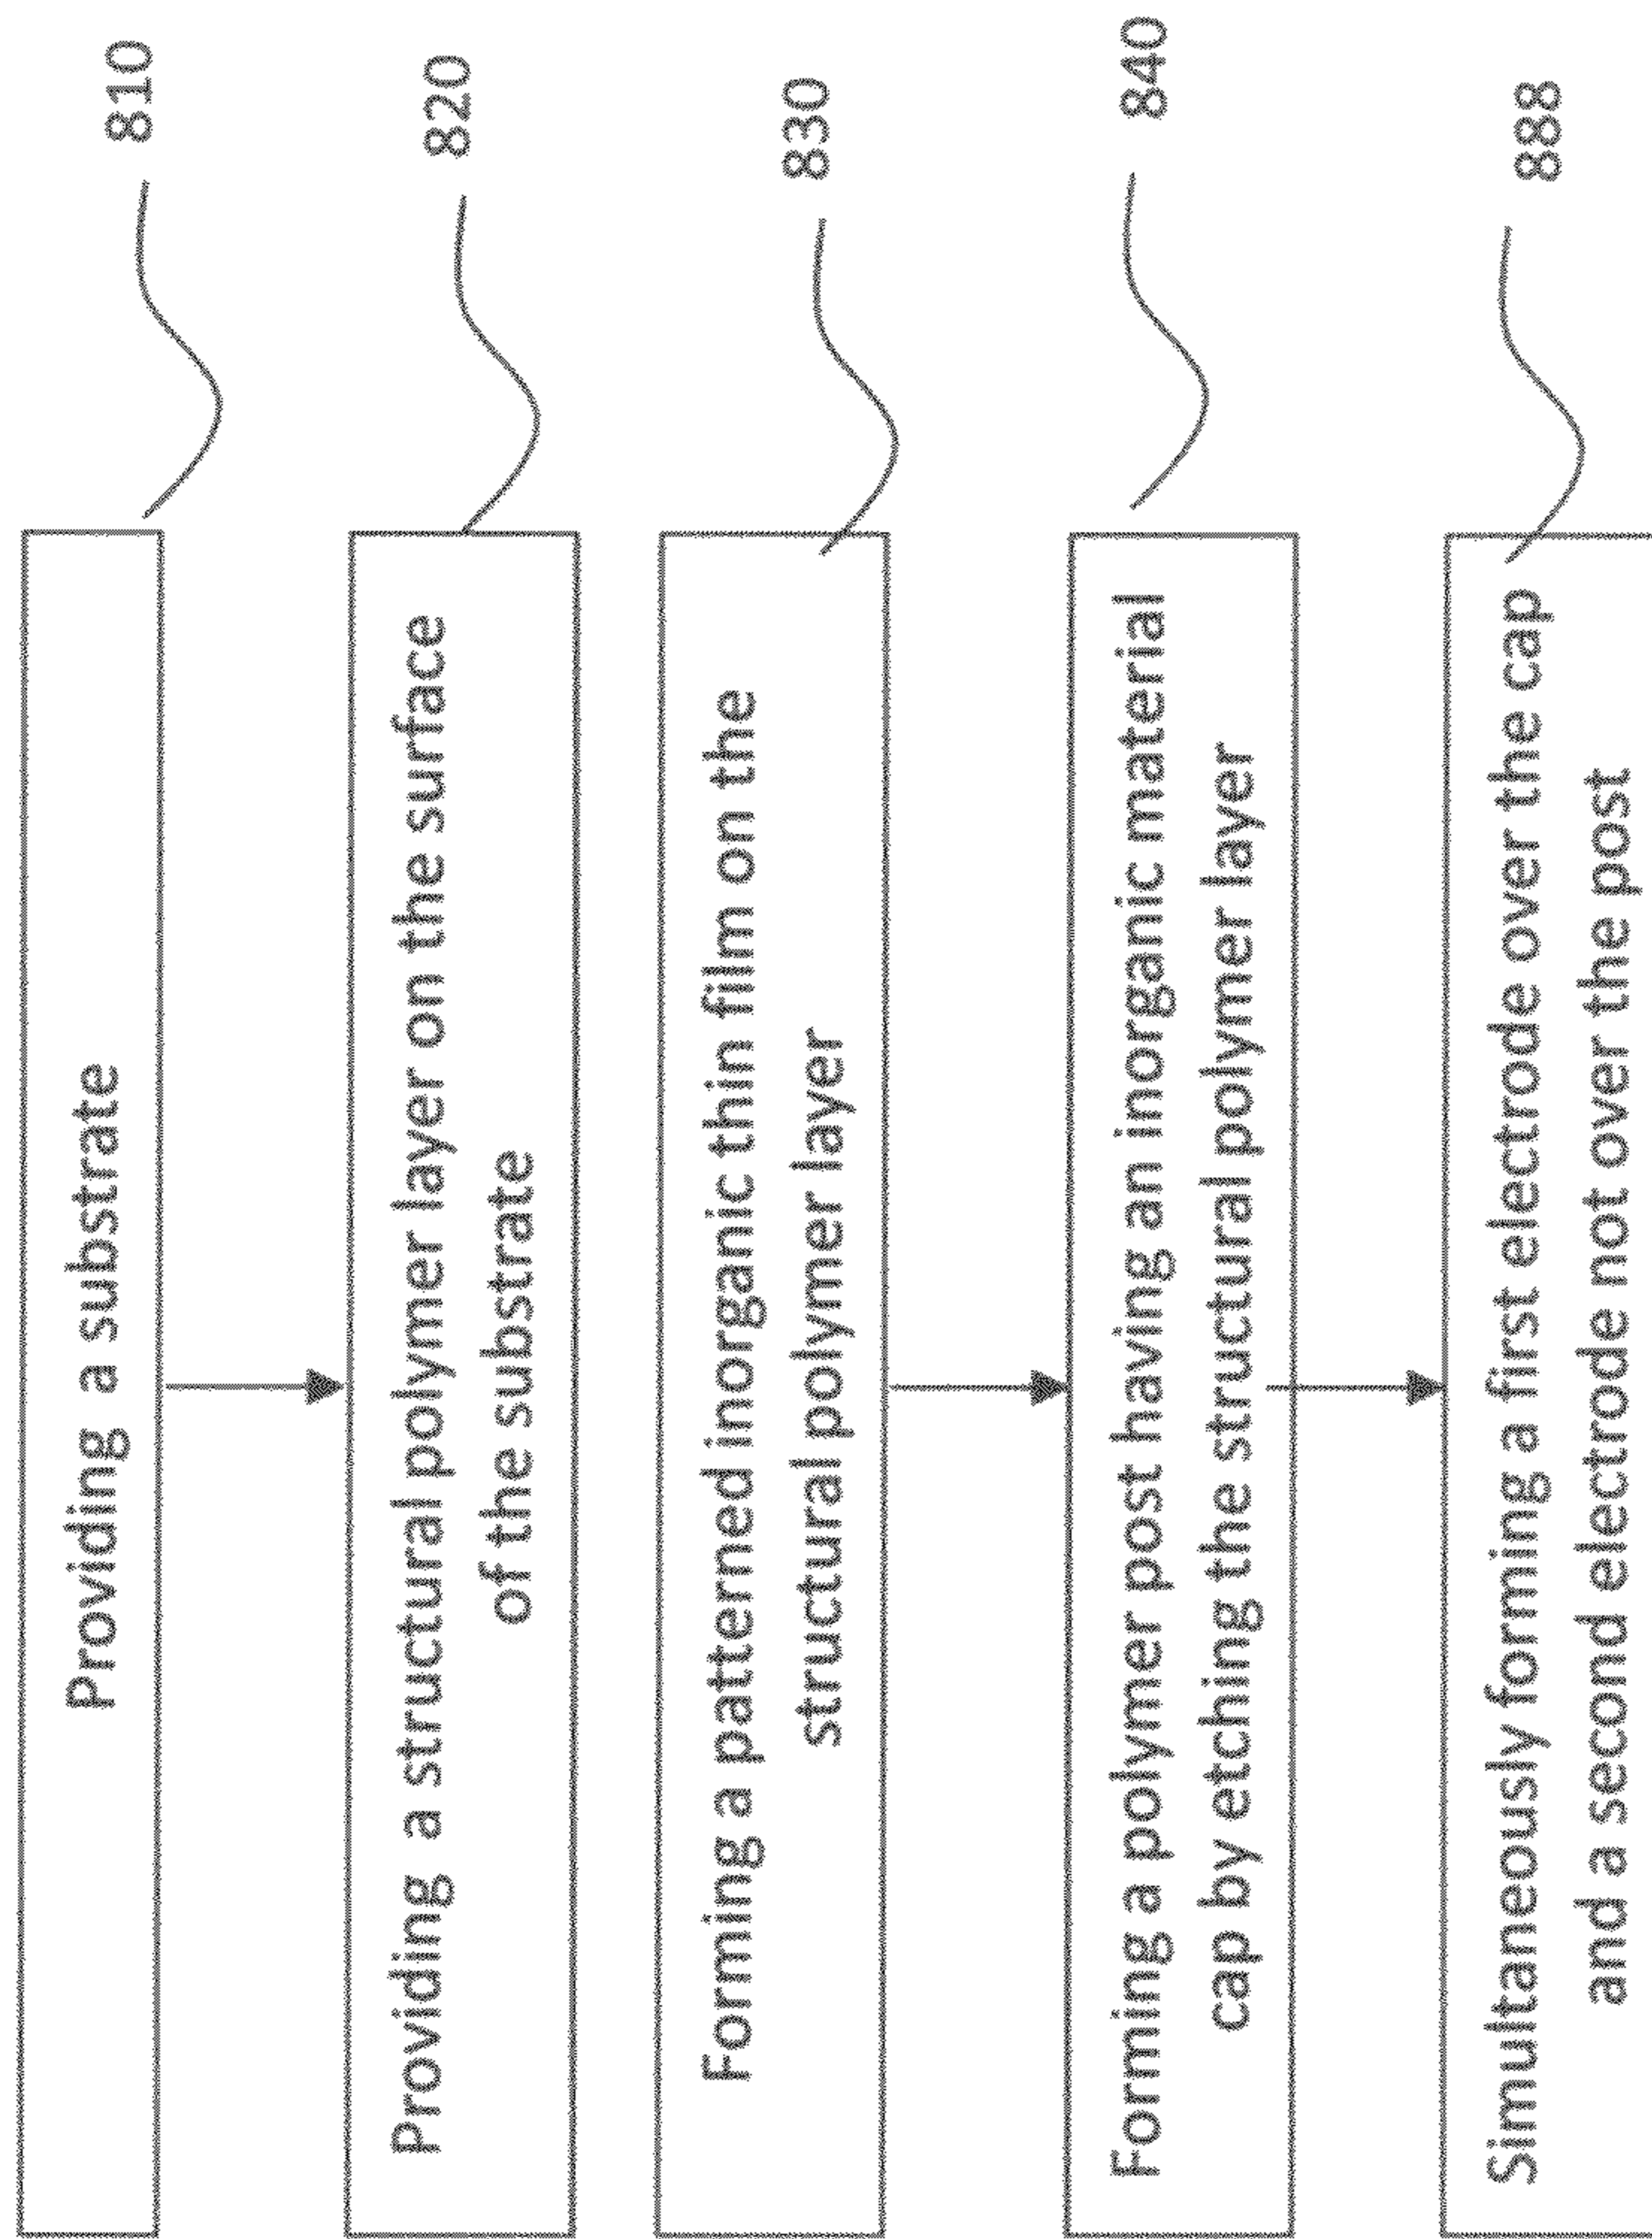 Providing a substrate
810
Providing a structural polymer layer on the surface
of the substrate
820
Forming a patterned inorganic thin film on the
structural polymer layer
830
Forming a polymer post having an inorganic material
cap by etching the structural polymer layer
840
Simultaneously forming a first electrode over the cap
and a second electrode not over the post
888